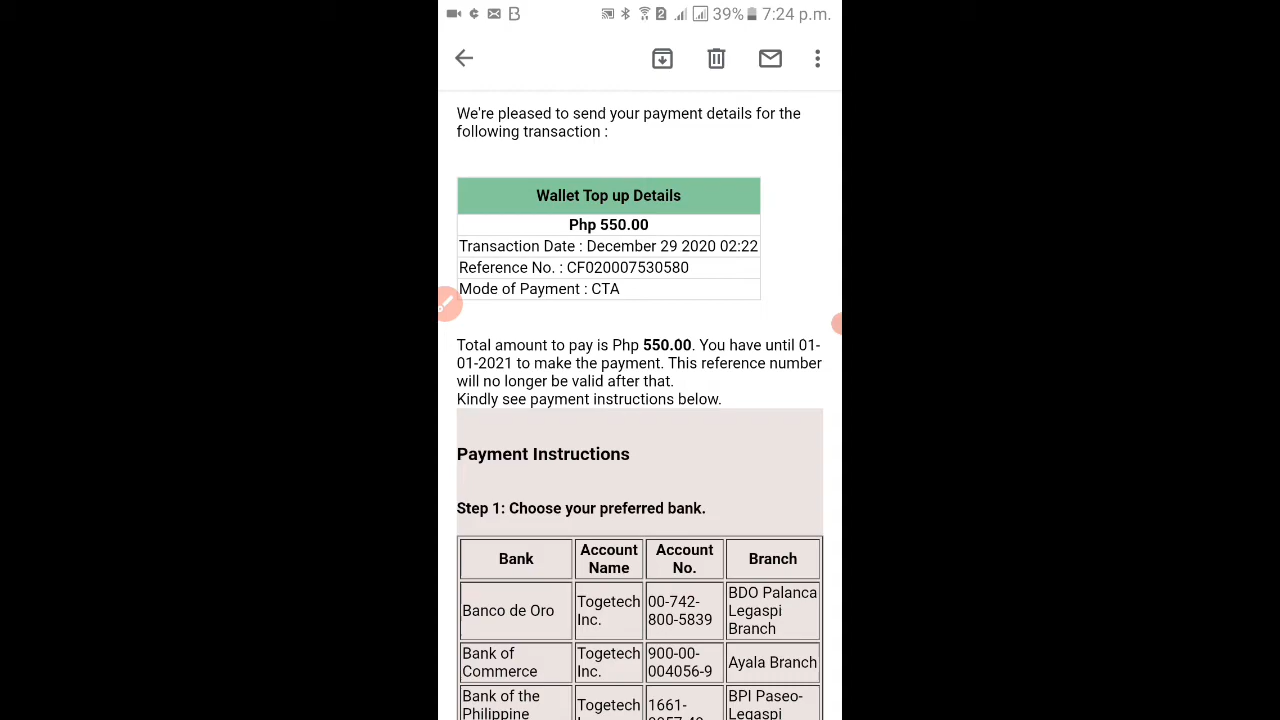 39% 7:24 p.m.
We're pleased to send your payment details for the
following transaction :
Wallet Top up Details
Php 550.00
Transaction Date : December 29 2020 02:22
Reference No. : CF020007530580
Mode of Payment : CTA
Total amount to pay is Php 550.00. You have until 01-
01-2021 to make the payment. This reference number
will no longer be valid after that.
Kindly see payment instructions below.
Payment Instructions
Step 1: Choose your preferred bank.
Bank Account Name Account No. Branch
Banco de Oro Togetech Inc. 00-742-800-5839 BDO Palanca Legaspi Branch
Bank of Commerce Togetech Inc. 900-00-004056-9 Ayala Branch
Bank of the Philippine Togetech 1661- BPI Paseo-Legaspi